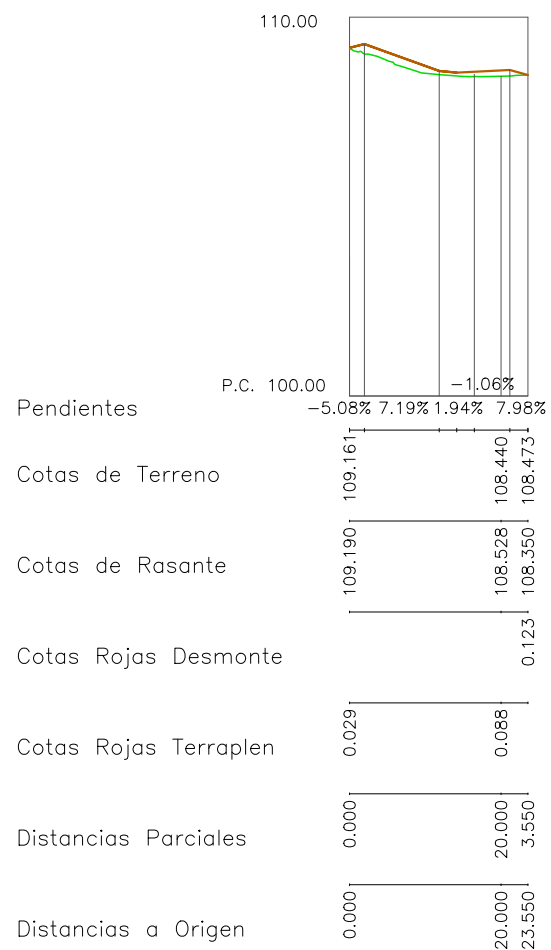 110.00
P.C. 100.00
−1.06%
Pendientes −5.08% 7.19% 1.94% 7.98%
Cotas de Terreno 109.161 108.440 108.473
Cotas de Rasante 109.190 108.528 108.350
Cotas Rojas Desmonte 0.123
Cotas Rojas Terraplen 0.029 0.088
Distancias Parciales 0.000 20.000 3.550
Distancias a Origen 0.000 20.000 23.550